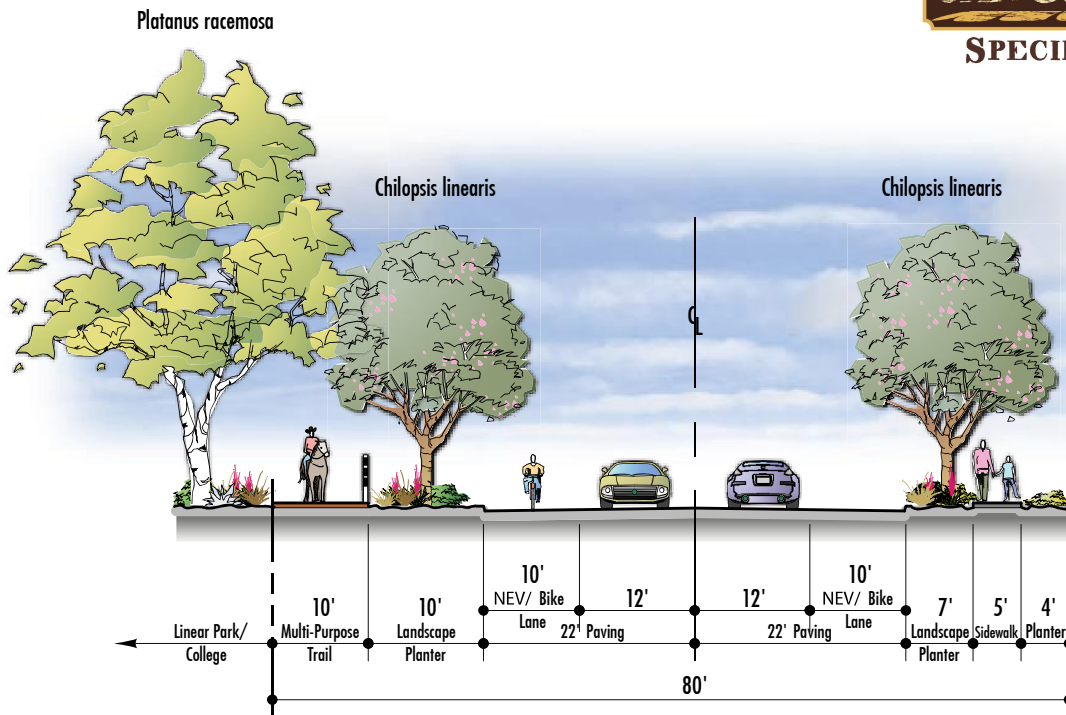 Platanus racemosa
Chilopsis linearis
Chilopsis linearis
CL
10'
NEV/ Bike
Lane
12'
12'
10'
NEV/ Bike
Lane
10'
Multi-Purpose
Trail
10'
Landscape
Planter
22' Paving
22' Paving
7'
Landscape
Planter
5'
Sidewalk
4'
Planter
Linear Park/
College
80'